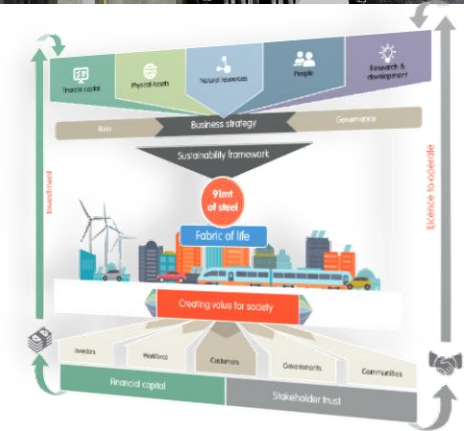 Financial capital
Physical Assets
Natural resources
People
Research &
development
Risks
Business strategy
Governance
Sustainability framework
91mt
of steel
Fabric of life
Creating value for society
Investment
Licence to operate
Investors
Workforce
Customers
Governments
Communities
Financial capital
Stakeholder trust